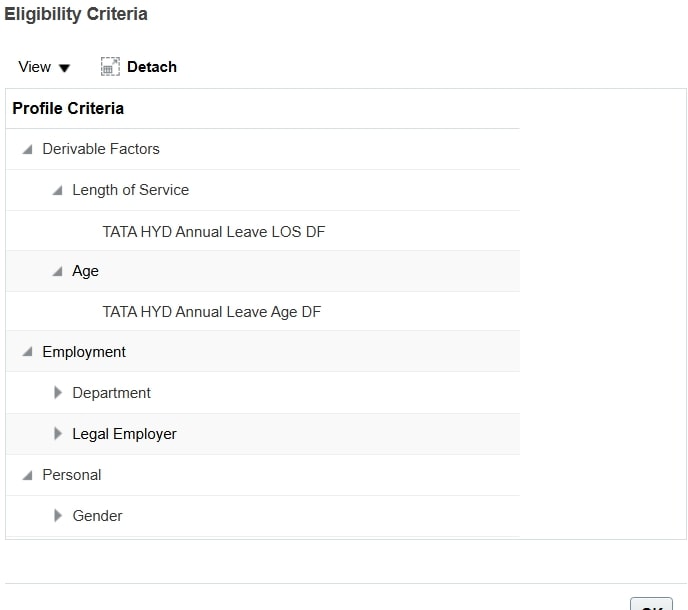 Eligibility Criteria
View Detach
Profile Criteria
Derivable Factors
Length of Service
TATA HYD Annual Leave LOS DF
Age
TATA HYD Annual Leave Age DF
Employment
Department
Legal Employer
Personal
Gender